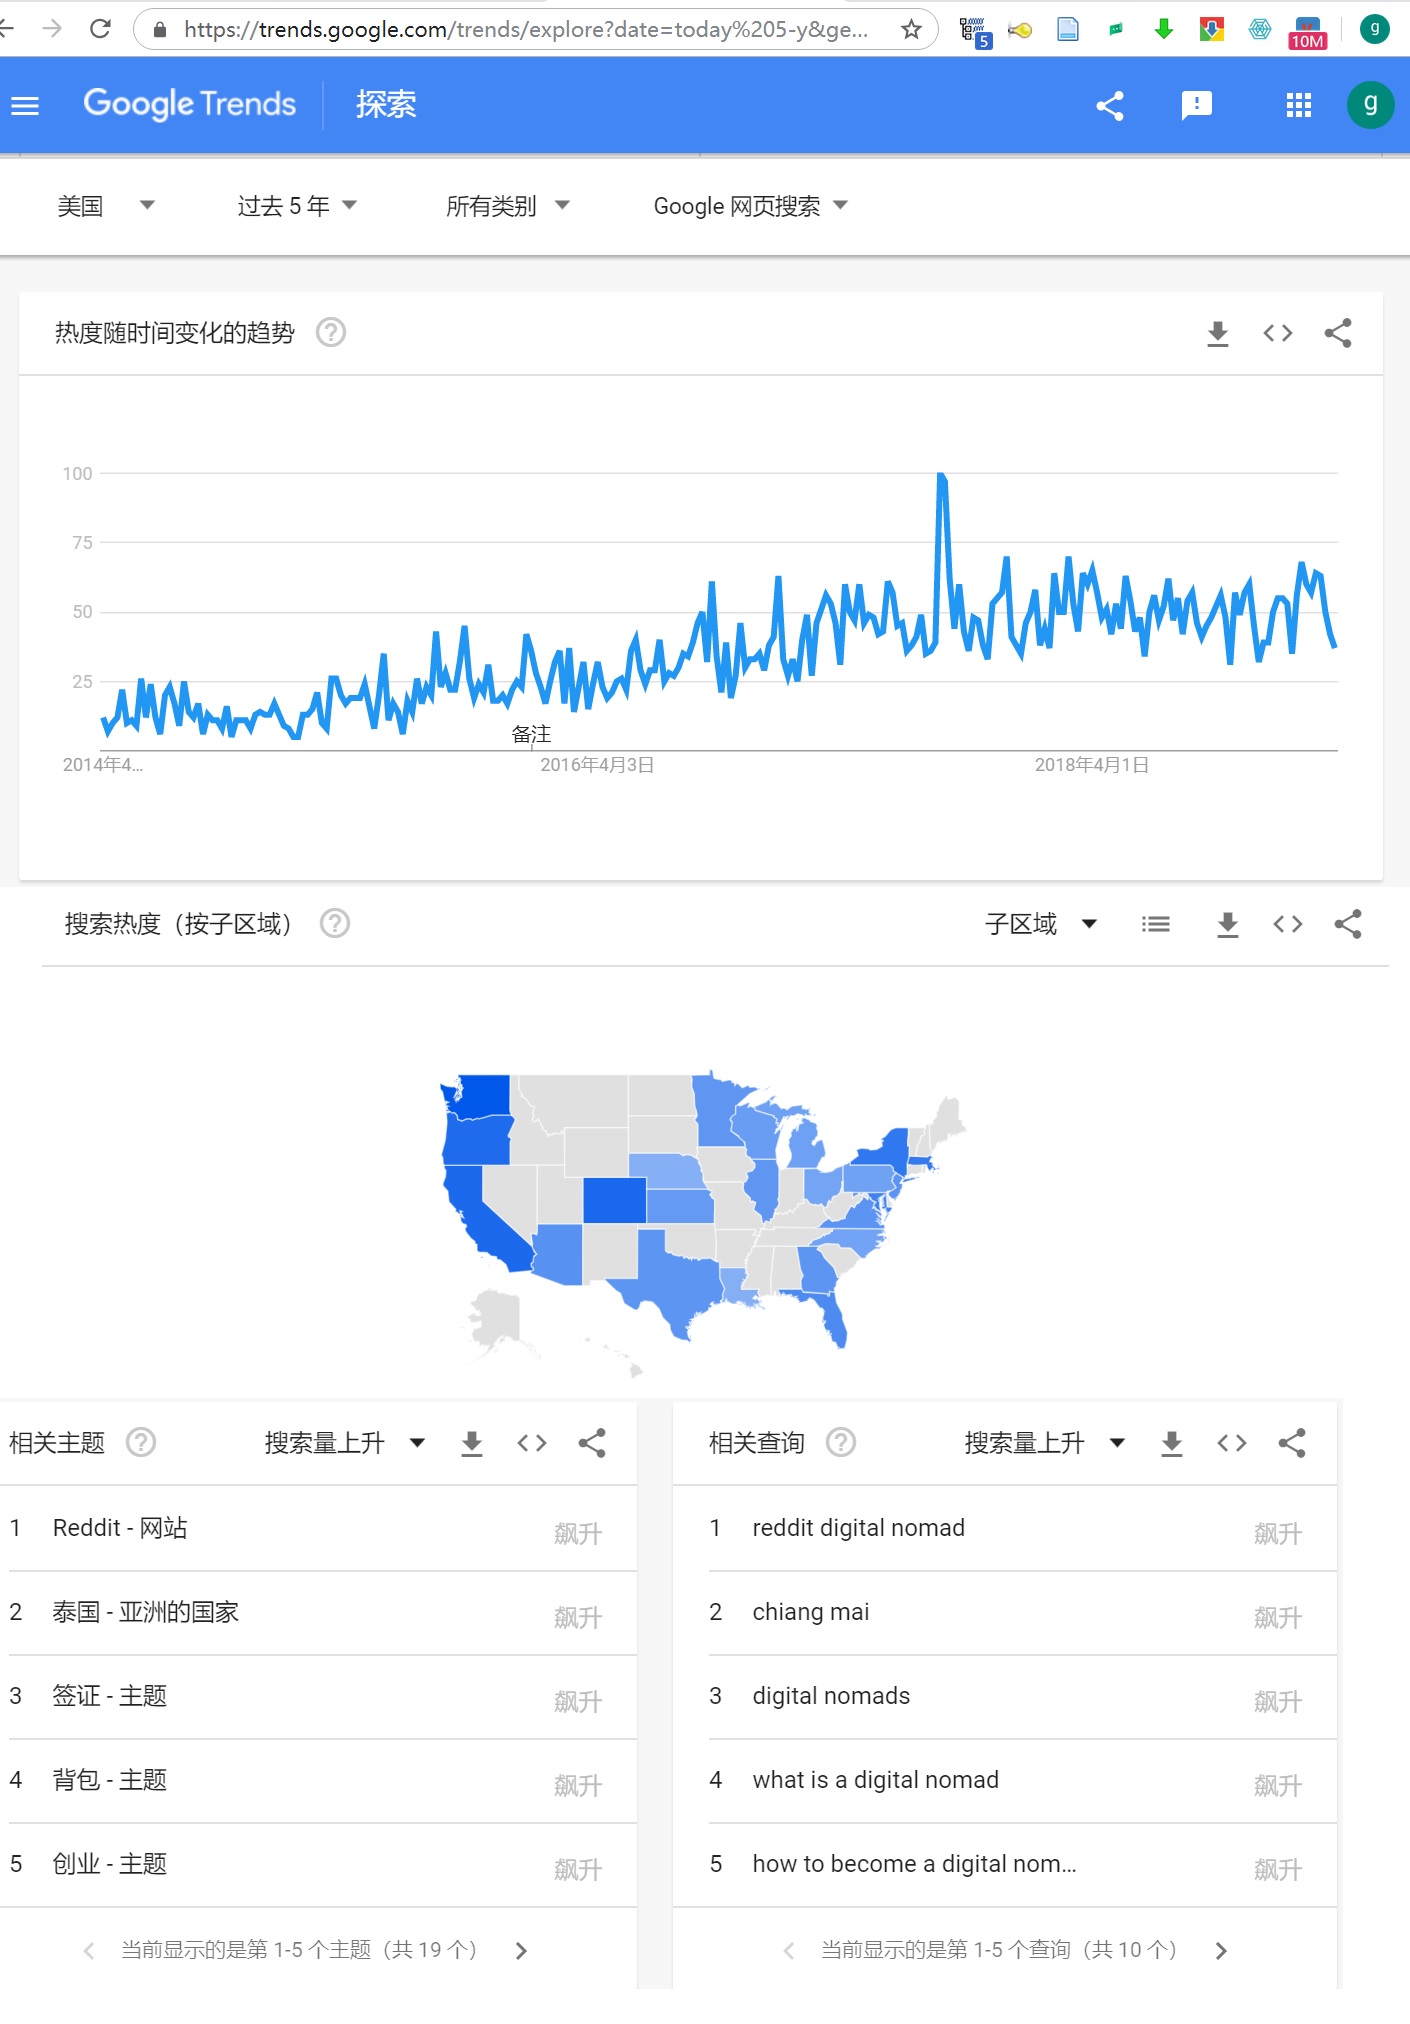 https://trends.google.com/trends/explore?date=today%205-y&ge...
5
10M
g
Google Trends
探索
g
美国
过去 5 年
所有类别
Google 网页搜索
热度随时间变化的趋势
100
75
50
25
备注
2014年4...
2016年4月3日
2018年4月1日
搜索热度（按子区域）
子区域
相关主题
搜索量上升
1 Reddit - 网站 飙升
2 泰国 - 亚洲的国家 飙升
3 签证 - 主题 飙升
4 背包 - 主题 飙升
5 创业 - 主题 飙升
当前显示的是第 1-5 个主题（共 19 个）
相关查询
搜索量上升
1 reddit digital nomad 飙升
2 chiang mai 飙升
3 digital nomads 飙升
4 what is a digital nomad 飙升
5 how to become a digital nom... 飙升
当前显示的是第 1-5 个查询（共 10 个）